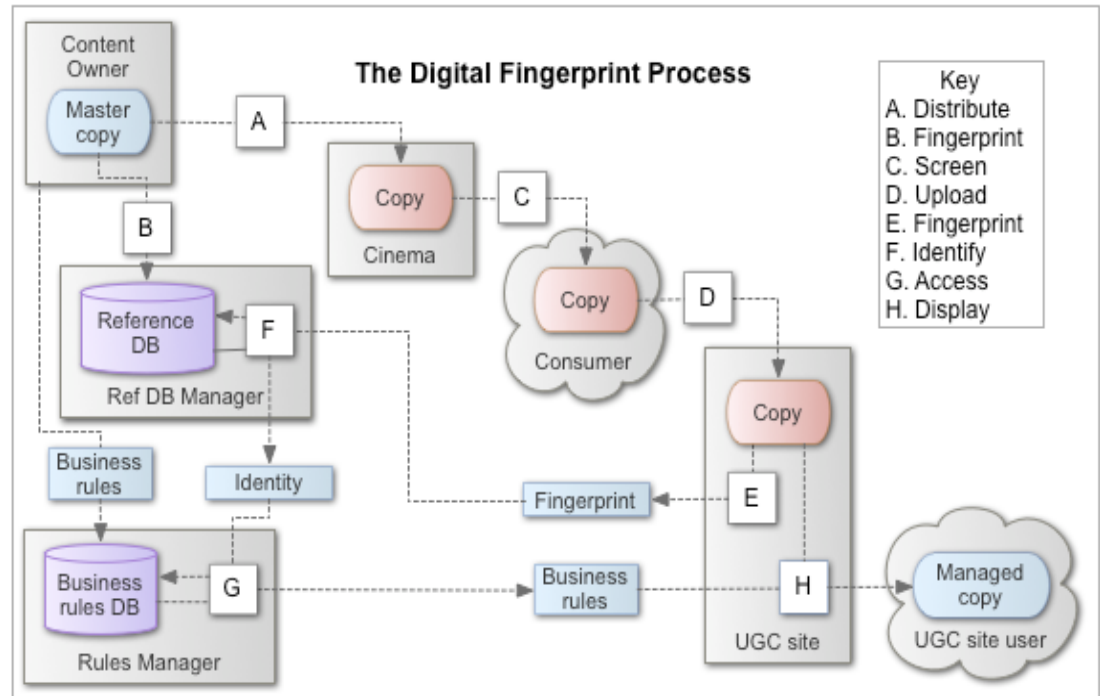 Content
Owner
Master
copy
The Digital Fingerprint Process
Key
A. Distribute
B. Fingerprint
C. Screen
D. Upload
E. Fingerprint
F. Identify
G. Access
H. Display
A
Copy
Cinema
C
B
Reference
DB
F
Ref DB Manager
Copy
Consumer
D
Copy
Business
rules
Identity
Fingerprint
E
Business
rules DB
G
Rules Manager
Business
rules
H
UGC site
Managed
copy
UGC site user